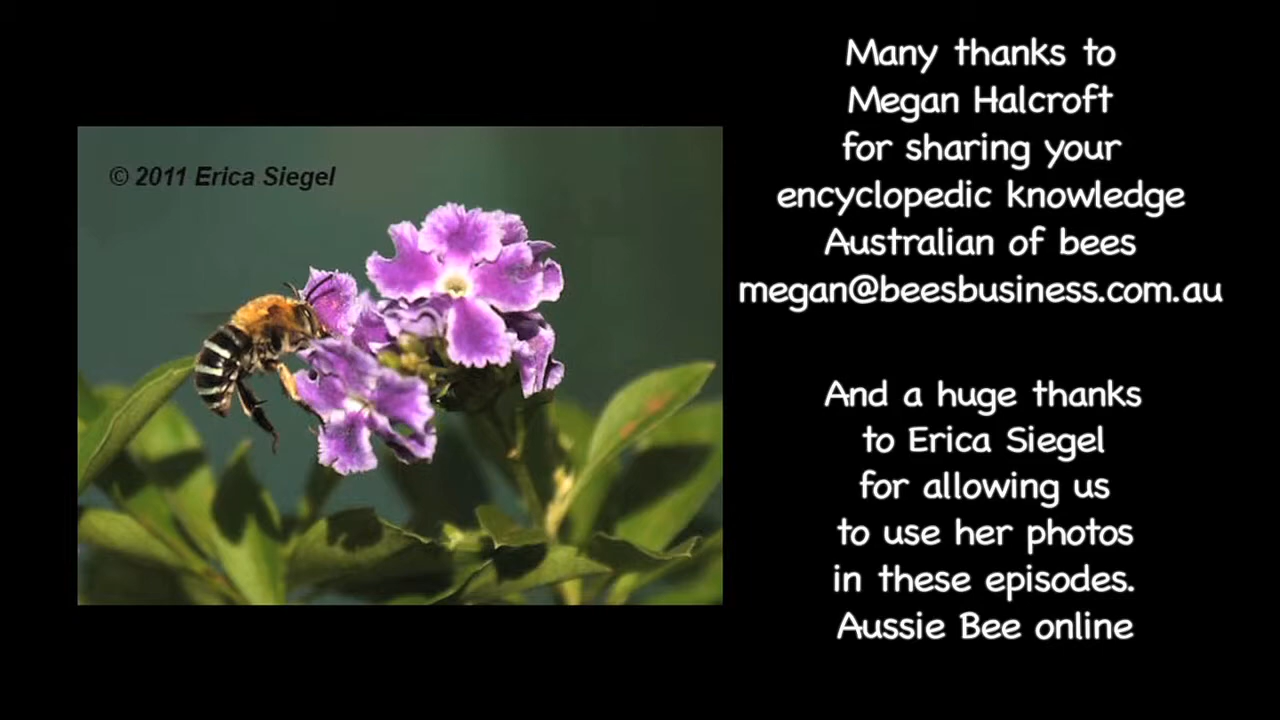 © 2011 Erica Siegel
Many thanks to
Megan Halcroft
for sharing your
encyclopedic knowledge
Australian of bees
megan@beesbusiness.com.au
And a huge thanks
to Erica Siegel
for allowing us
to use her photos
in these episodes.
Aussie Bee online